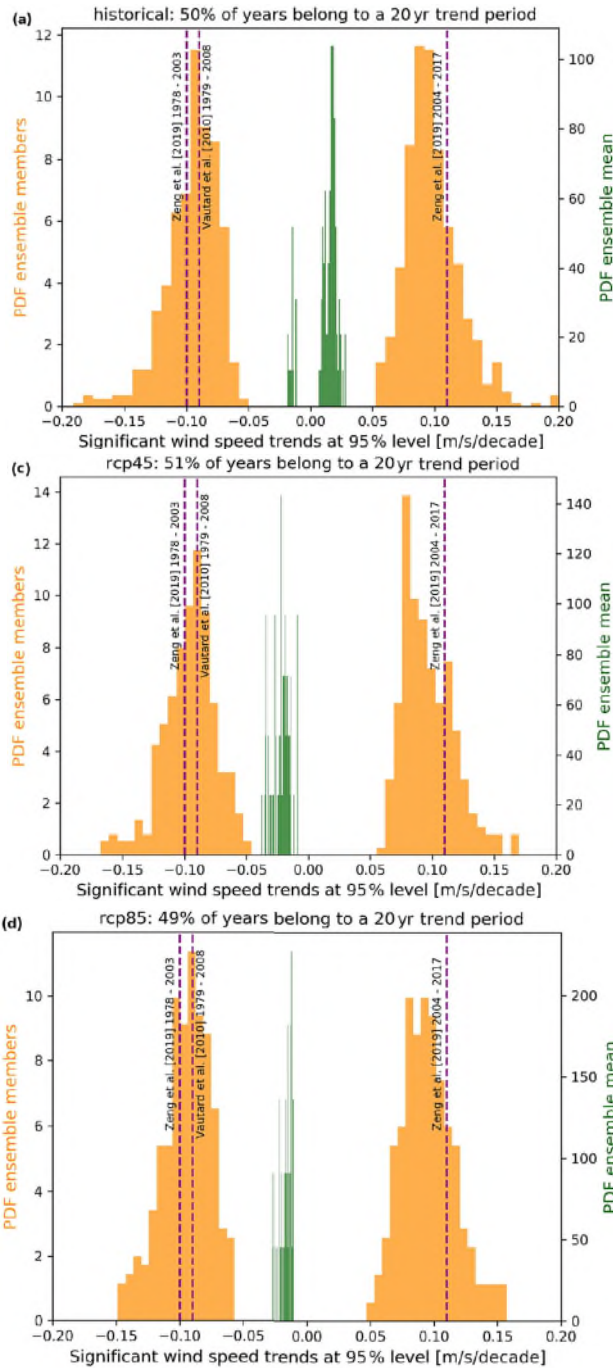 (a)
historical: 50% of years belong to a 20 yr trend period
12
10
8
6
4
2
0
PDF ensemble members
Zeng et al. [2019] 1978 - 2003
Vautard et al. [2010] 1979 - 2008
Zeng et al. [2019] 2004 - 2017
100
80
60
40
20
0
PDF ensemble mean
−0.20 −0.15 −0.10 −0.05 0.00 0.05 0.10 0.15 0.20
Significant wind speed trends at 95% level [m/s/decade]
(c)
rcp45: 51% of years belong to a 20 yr trend period
14
12
10
8
6
4
2
0
PDF ensemble members
Zeng et al. [2019] 1978 - 2003
Vautard et al. [2010] 1979 - 2008
Zeng et al. [2019] 2004 - 2017
140
120
100
80
60
40
20
0
PDF ensemble mean
−0.20 −0.15 −0.10 −0.05 0.00 0.05 0.10 0.15 0.20
Significant wind speed trends at 95% level [m/s/decade]
(d)
rcp85: 49% of years belong to a 20 yr trend period
10
8
6
4
2
0
PDF ensemble members
Zeng et al. [2019] 1978 - 2003
Vautard et al. [2010] 1979 - 2008
Zeng et al. [2019] 2004 - 2017
200
150
100
50
0
PDF ensemble mean
−0.20 −0.15 −0.10 −0.05 0.00 0.05 0.10 0.15 0.20
Significant wind speed trends at 95% level [m/s/decade]